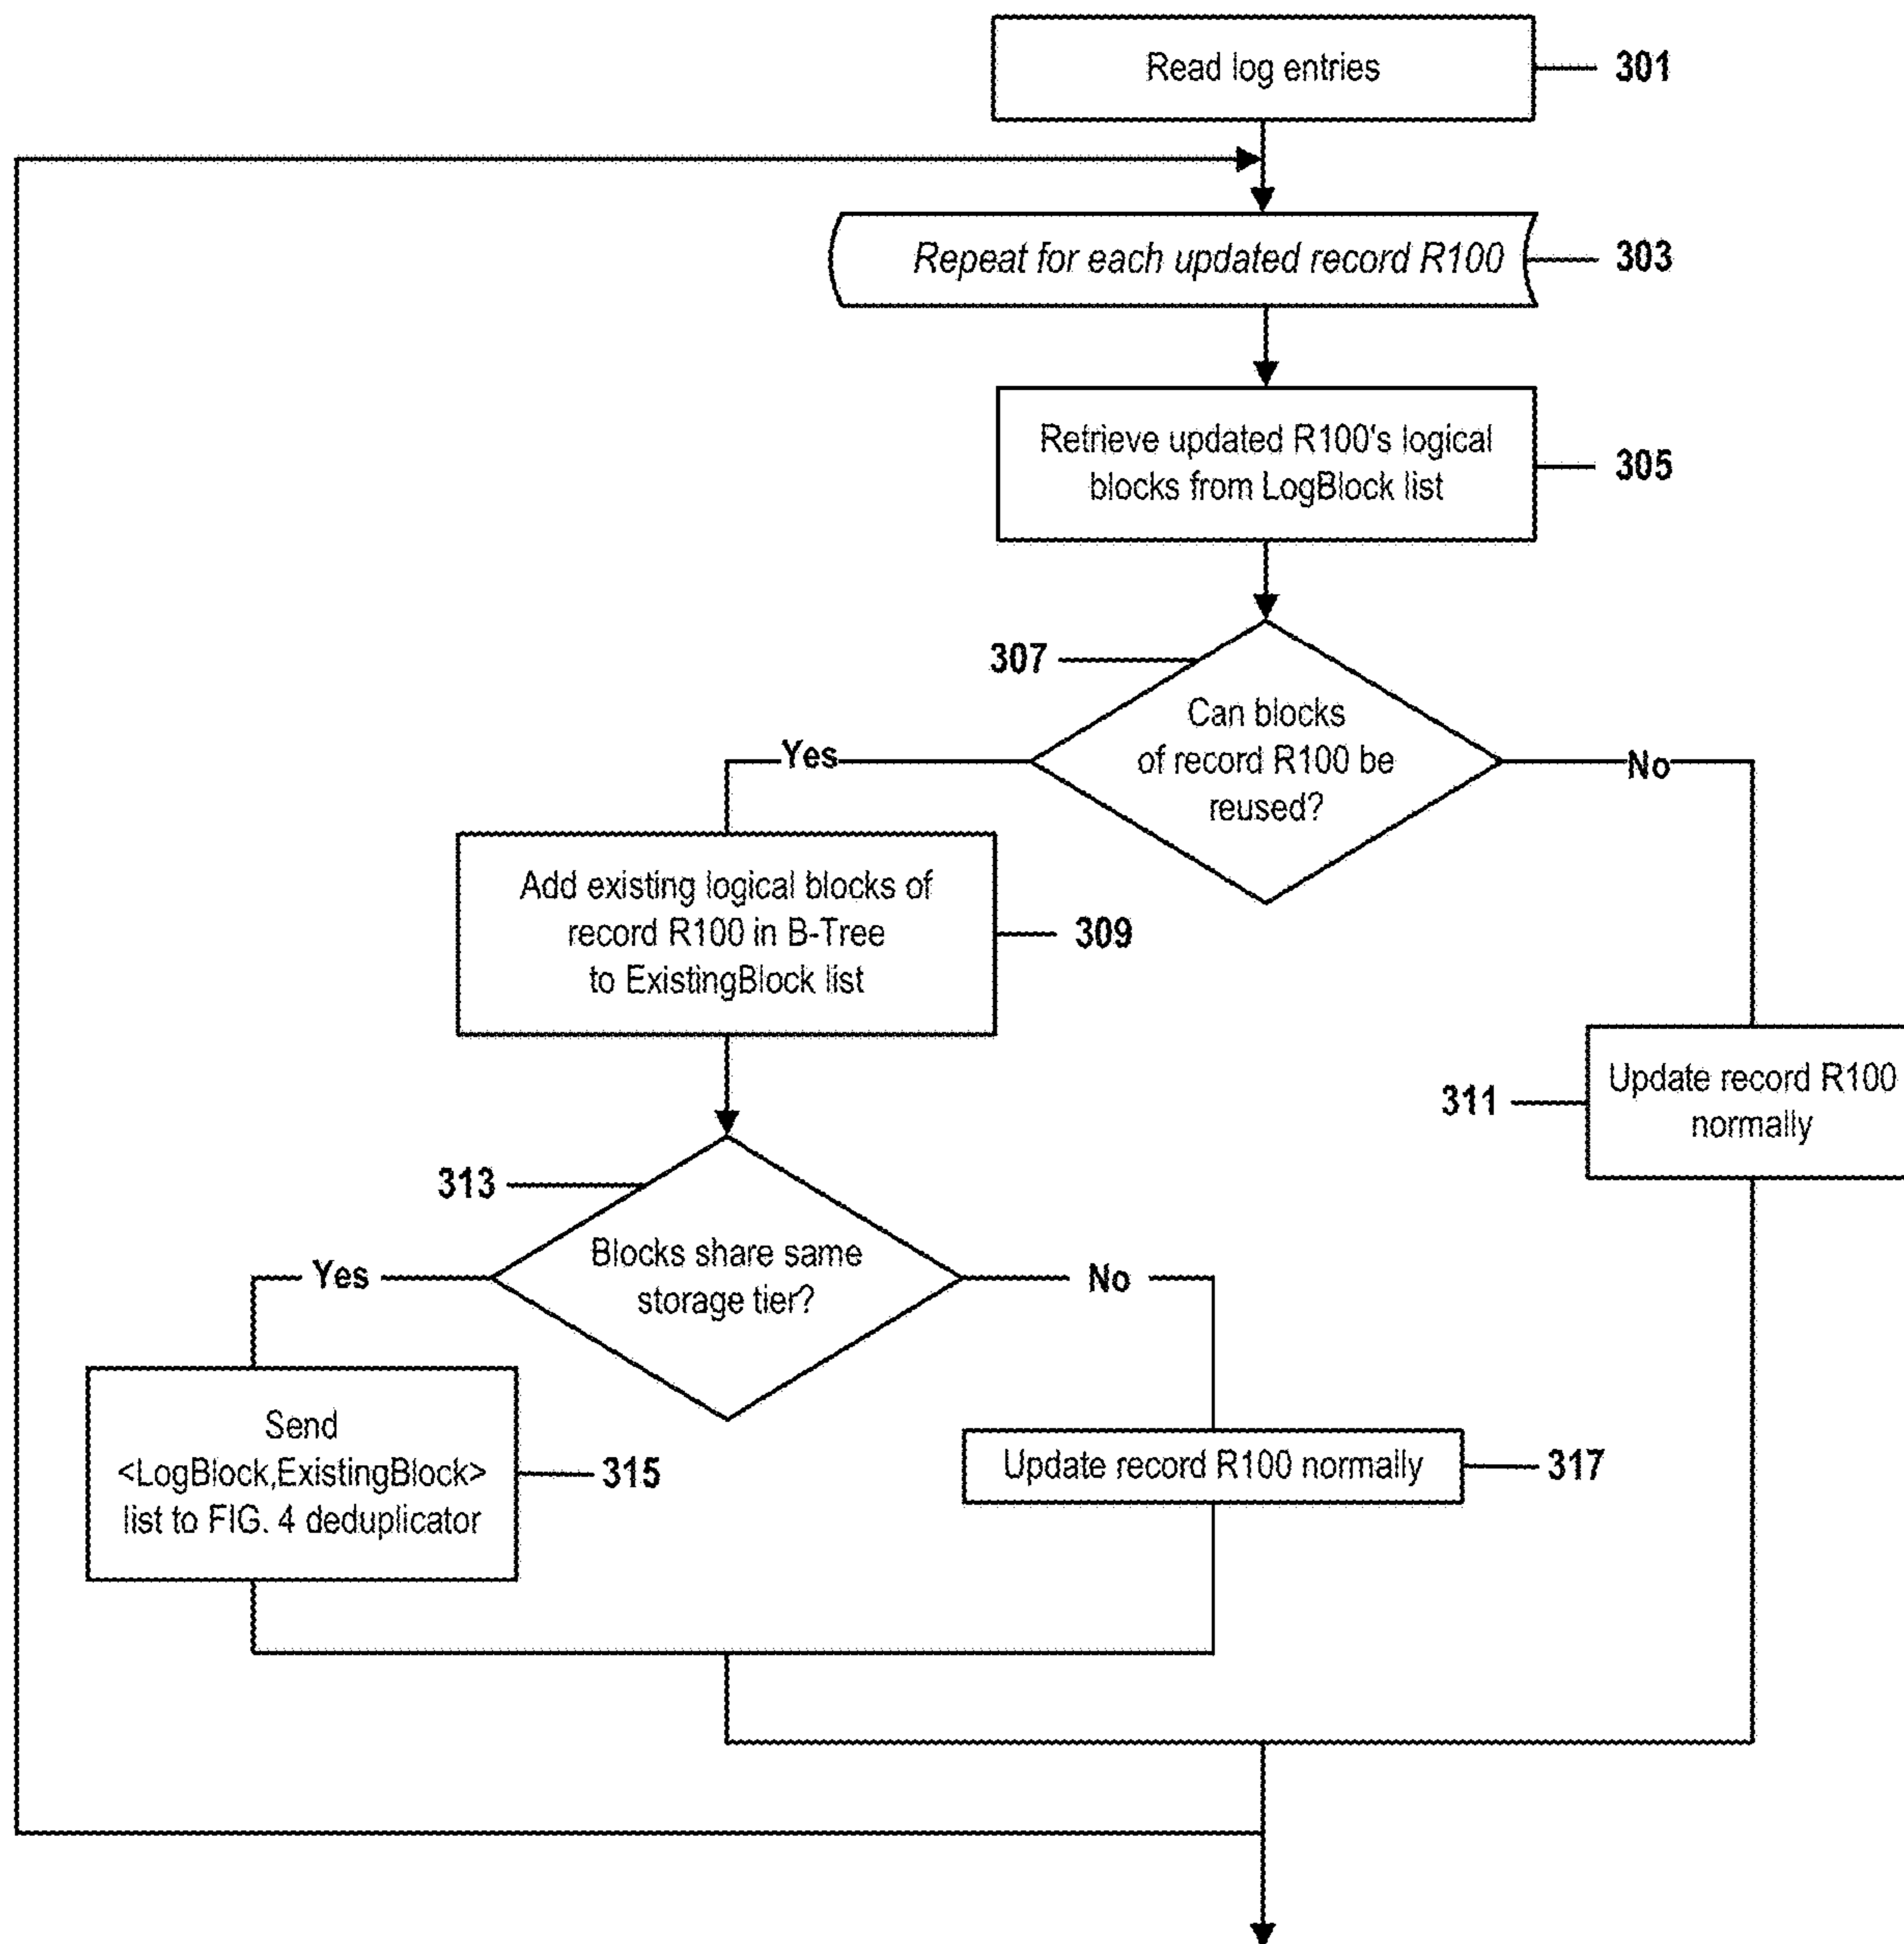 Read log entries
301
Repeat for each updated record R100
303
Retrieve updated R100's logical
blocks from LogBlock list
305
307
Can blocks
of record R100 be
reused?
Yes
No
Add existing logical blocks of
record R100 in B-Tree
to ExistingBlock list
309
311
Update record R100
normally
313
Blocks share same
storage tier?
Yes
No
Send
<LogBlock,ExistingBlock>
list to FIG. 4 deduplicator
315
Update record R100 normally
317